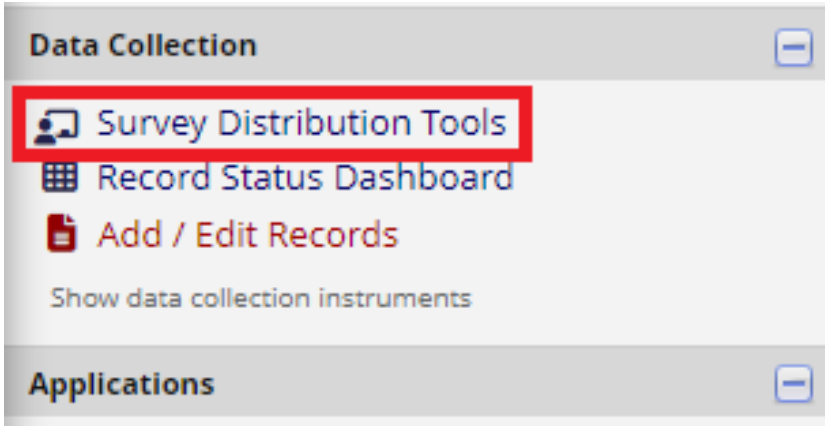 Data Collection
Survey Distribution Tools
Record Status Dashboard
Add / Edit Records
Show data collection instruments
Applications